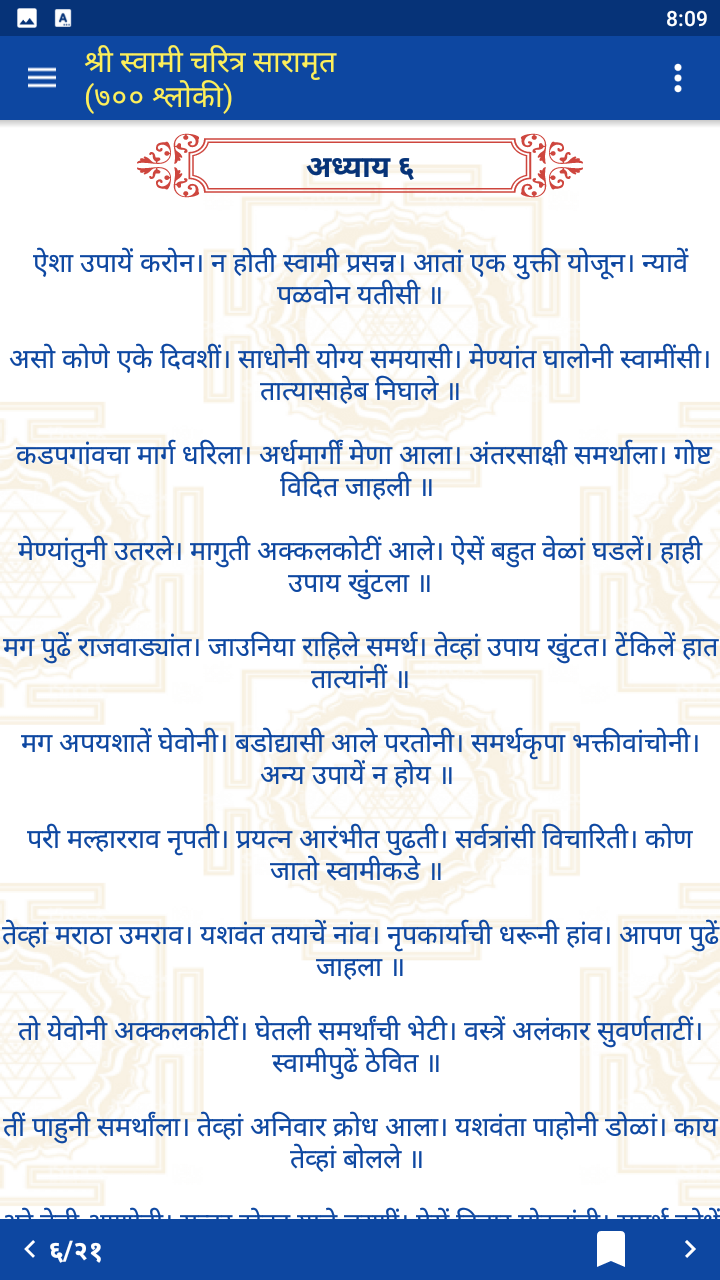 8:09
श्री स्वामी चरित्र सारामृत
(७०० श्लोकी)
अध्याय ६
ऐशा उपायें करोन। न होती स्वामी प्रसन्न। आतां एक युक्ती योजून। न्यावें
पळवोन यतीसी ॥
असो कोणे एके दिवशीं। साधोनी योग्य समयासी। मेण्यांत घालोनी स्वामींसी।
तात्यासाहेब निघाले ॥
कडपगांवचा मार्ग धरिला। अर्धमार्गीं मेणा आला। अंतरसाक्षी समर्थाला। गोष्ट
विदित जाहली ॥
मेण्यांतुनी उतरले। मागुती अक्कलकोटीं आले। ऐसें बहुत वेळां घडलें। हाही
उपाय खुंटला ॥
मग पुढें राजवाड्यांत। जाउनिया राहिले समर्थ। तेव्हां उपाय खुंटत। टेंकिलें हात
तात्यांनीं ॥
मग अपयशातें घेवोनी। बडोद्यासी आले परतोनी। समर्थकृपा भक्तीवांचोनी।
अन्य उपायें न होय ॥
परी मल्हारराव नृपती। प्रयत्न आरंभीत पुढती। सर्वत्रांसी विचारिती। कोण
जातो स्वामीकडे ॥
तेव्हां मराठा उमराव। यशवंत तयाचें नांव। नृपकार्याची धरूनी हांव। आपण पुढें
जाहला ॥
तो येवोनी अक्कलकोटीं। घेतली समर्थांची भेटी। वस्त्रें अलंकार सुवर्णताटीं।
स्वामीपुढें ठेवित ॥
तीं पाहुनी समर्थांला। तेव्हां अनिवार क्रोध आला। यशवंता पाहोनी डोळां। काय
तेव्हां बोलले ॥
६/२१